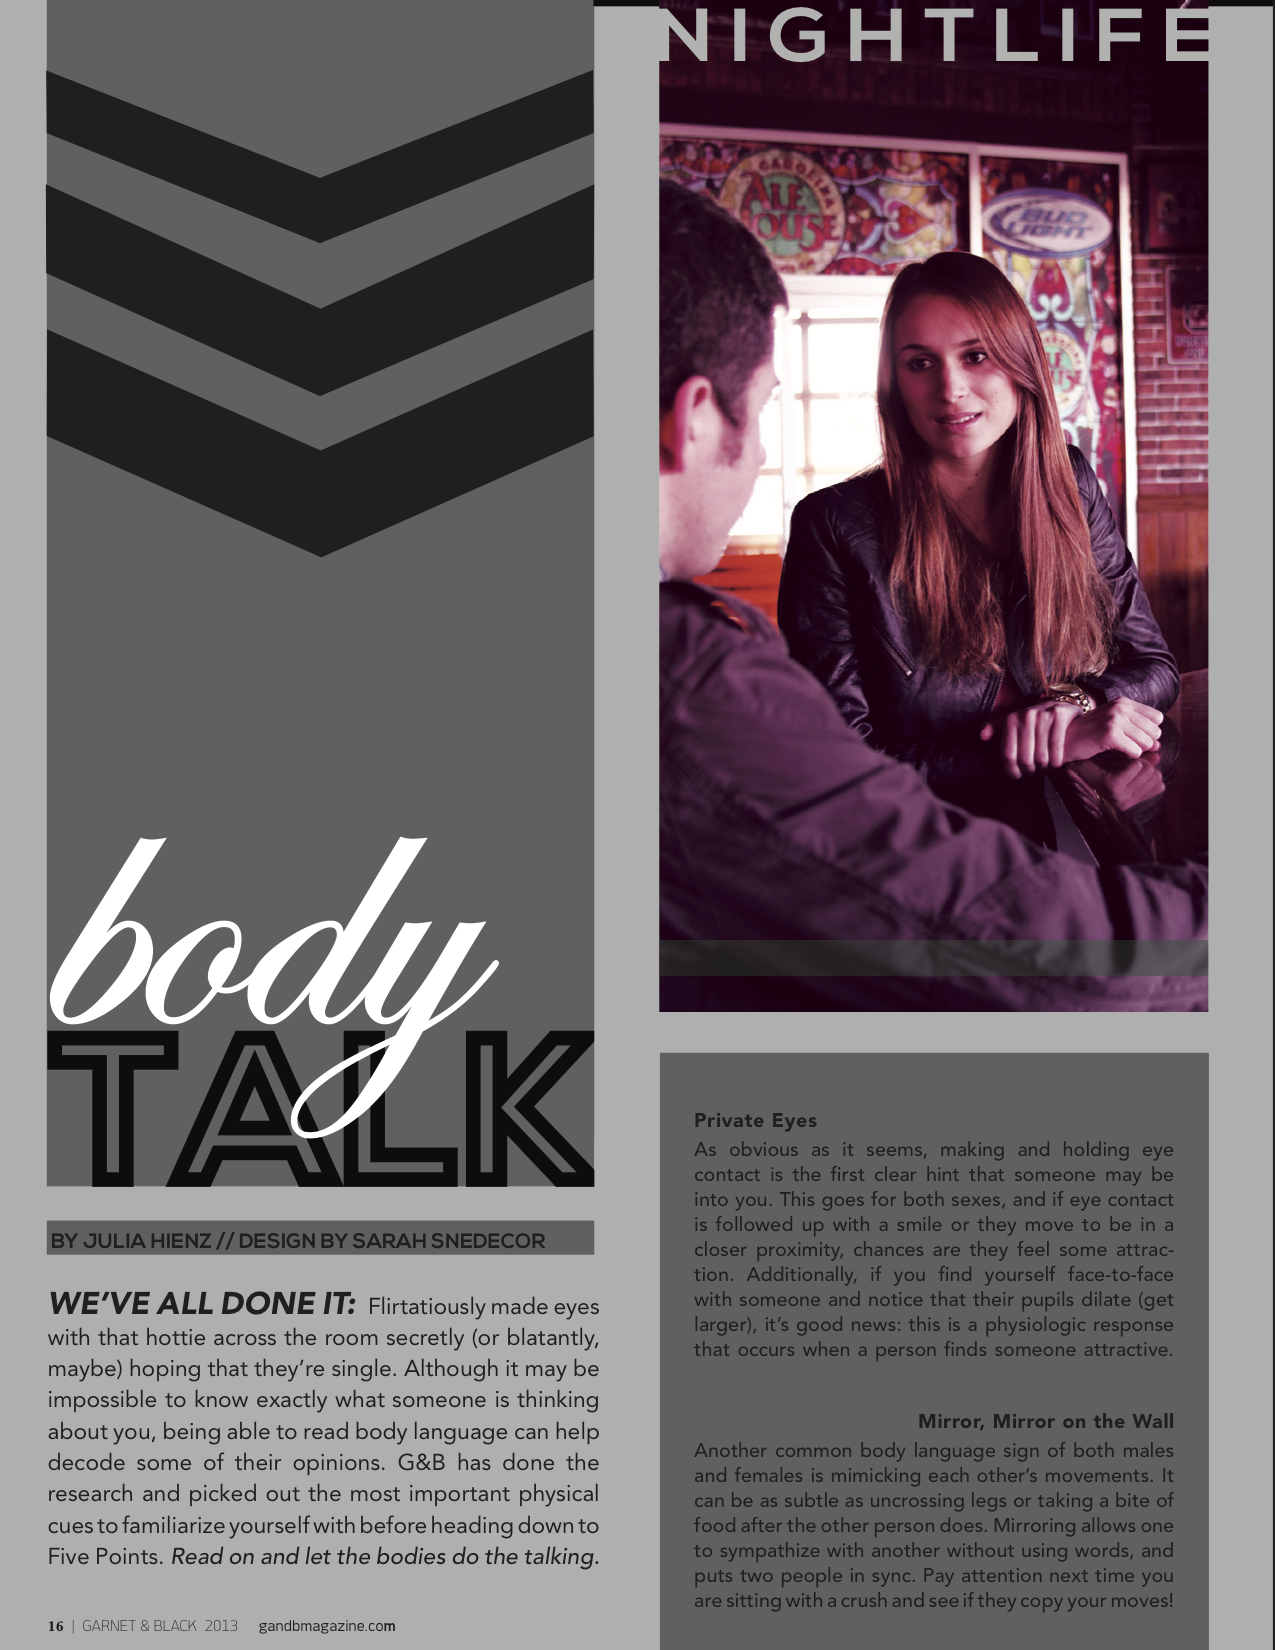 NIGHTLIFE
CAROLINA
ALE
HOUSE
BUD
LIGHT
body
TALK
BY JULIA HIENZ // DESIGN BY SARAH SNEDECOR
WE’VE ALL DONE IT: Flirtatiously made eyes
with that hottie across the room secretly (or blatantly,
maybe) hoping that they’re single. Although it may be
impossible to know exactly what someone is thinking
about you, being able to read body language can help
decode some of their opinions. G&B has done the
research and picked out the most important physical
cues to familiarize yourself with before heading down to
Five Points. Read on and let the bodies do the talking.
Private Eyes
As obvious as it seems, making and holding eye
contact is the first clear hint that someone may be
into you. This goes for both sexes, and if eye contact
is followed up with a smile or they move to be in a
closer proximity, chances are they feel some attrac-
tion. Additionally, if you find yourself face-to-face
with someone and notice that their pupils dilate (get
larger), it’s good news: this is a physiologic response
that occurs when a person finds someone attractive.
Mirror, Mirror on the Wall
Another common body language sign of both males
and females is mimicking each other’s movements. It
can be as subtle as uncrossing legs or taking a bite of
food after the other person does. Mirroring allows one
to sympathize with another without using words, and
puts two people in sync. Pay attention next time you
are sitting with a crush and see if they copy your moves!
16 | GARNET & BLACK 2013 gandbmagazine.com